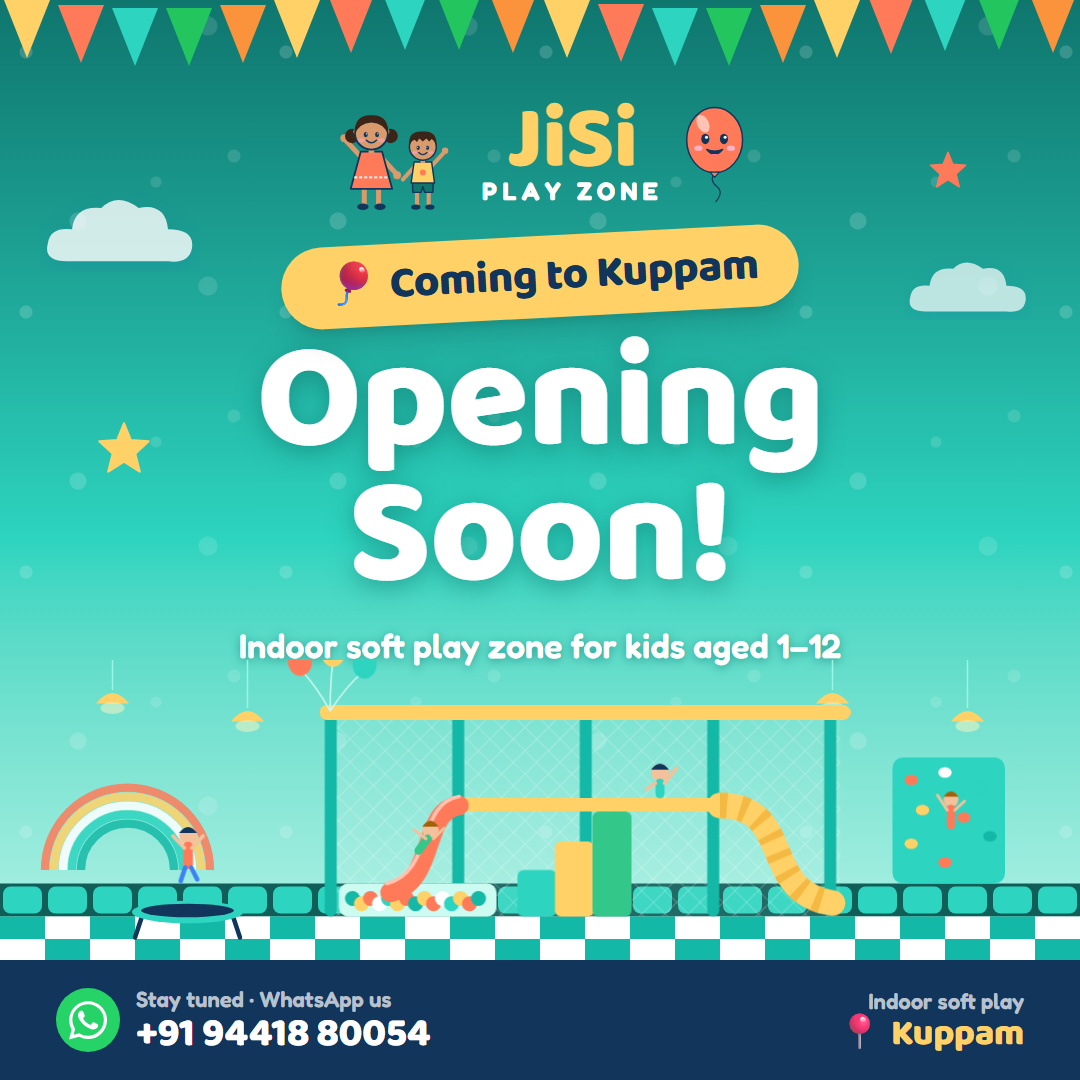 JiSi
PLAY ZONE
Coming to Kuppam
Opening
Soon!
Indoor soft play zone for kids aged 1–12
Stay tuned · WhatsApp us
+91 94418 80054
Indoor soft play
Kuppam